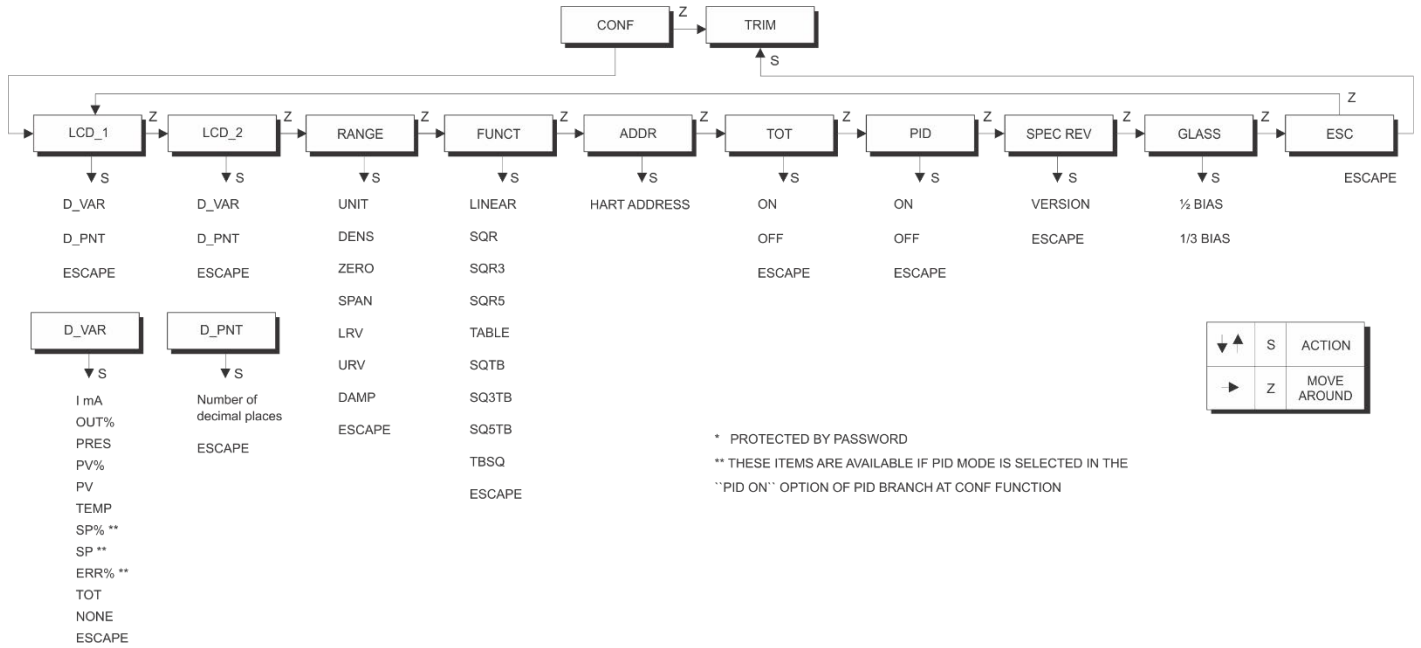 CONF
Z
TRIM
S
Z
LCD_1
Z
LCD_2
Z
RANGE
Z
FUNCT
Z
ADDR
Z
TOT
Z
PID
Z
SPEC REV
Z
GLASS
Z
ESC
S
D_VAR
D_PNT
ESCAPE
S
D_VAR
D_PNT
ESCAPE
S
UNIT
DENS
ZERO
SPAN
LRV
URV
DAMP
ESCAPE
S
LINEAR
SQR
SQR3
SQR5
TABLE
SQTB
SQ3TB
SQ5TB
TBSQ
ESCAPE
S
HART ADDRESS
S
ON
OFF
ESCAPE
S
ON
OFF
ESCAPE
S
VERSION
ESCAPE
S
½ BIAS
1/3 BIAS
ESCAPE
D_VAR
S
I mA
OUT%
PRES
PV%
PV
TEMP
SP% **
SP **
ERR% **
TOT
NONE
ESCAPE
D_PNT
S
Number of
decimal places
ESCAPE
S ACTION
Z MOVE
AROUND
* PROTECTED BY PASSWORD
** THESE ITEMS ARE AVAILABLE IF PID MODE IS SELECTED IN THE
``PID ON`` OPTION OF PID BRANCH AT CONF FUNCTION